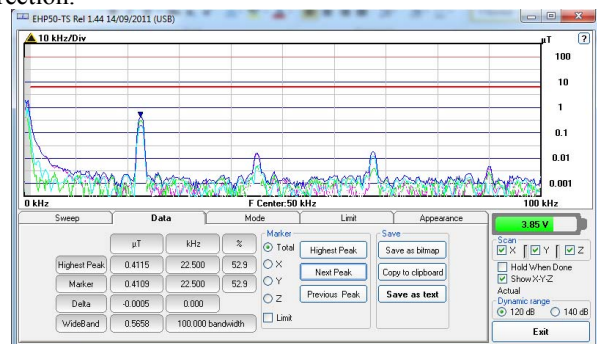 rection.
EHP50-TS Rel 1.44 14/09/2011 (USB)
10 kHz/Div
µT
?
100
10
1
0.1
0.01
0.001
0 kHz
F Center:50 kHz
100 kHz
Sweep
Data
Mode
Limit
Appearance
µT
kHz
%
Highest Peak
0.4115
22.500
52.9
Marker
0.4109
22.500
52.9
Delta
-0.0005
0.000
WideBand
0.5658
100.000 bandwidth
Marker
Total
X
Y
Z
Limit
Highest Peak
Next Peak
Previous Peak
Save
Save as bitmap
Copy to clipboard
Save as text
3.85 V
Scan
X
Y
Z
Hold When Done
Show X-Y-Z
Actual
Dynamic range
120 dB
140 dB
Exit